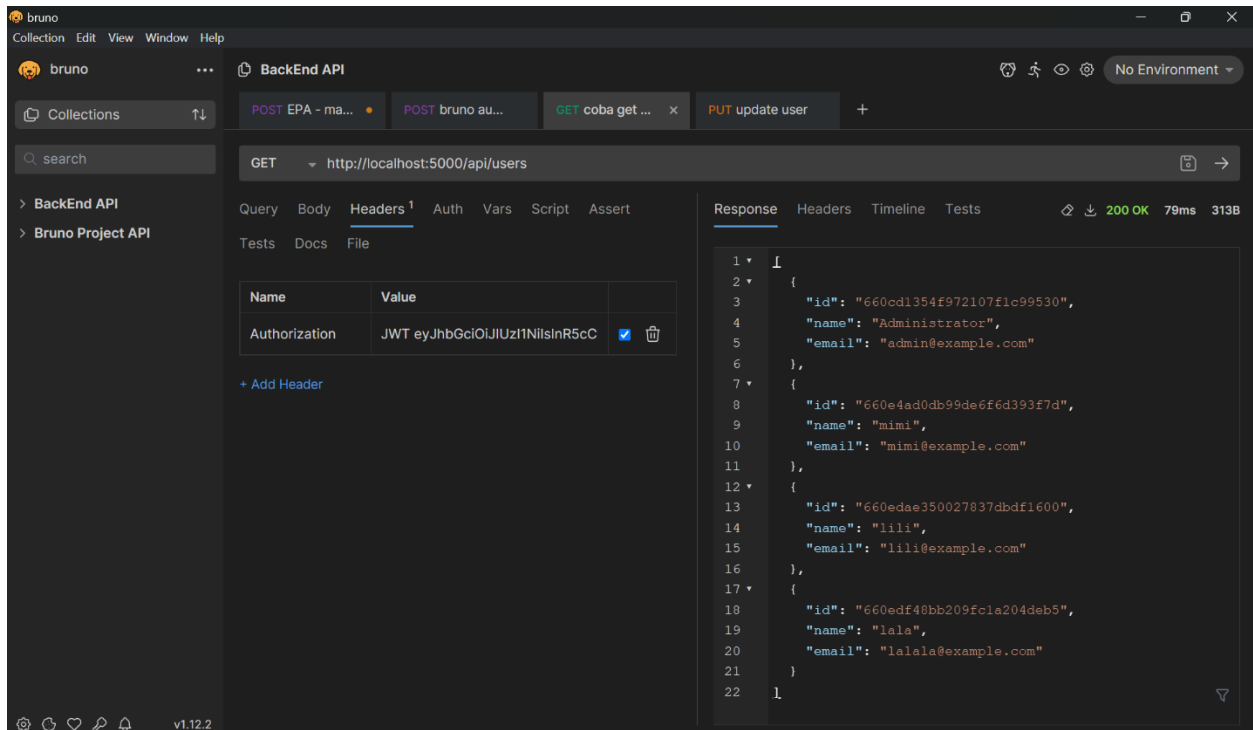 bruno
Collection Edit View Window Help
bruno
BackEnd API
No Environment
Collections
POST EPA - ma...
POST bruno au...
GET coba get ...
PUT update user
search
GET http://localhost:5000/api/users
BackEnd API
Bruno Project API
Query Body Headers 1 Auth Vars Script Assert
Tests Docs File
Name Value
Authorization JWT eyJhbGciOiJIUzI1NiIsInR5cC
+ Add Header
Response Headers Timeline Tests 200 OK 79ms 313B
1 [
2 {
3 "id": "660cd1354f972107f1c99530",
4 "name": "Administrator",
5 "email": "admin@example.com"
6 },
7 {
8 "id": "660e4ad0db99de6f6d393f7d",
9 "name": "mimi",
10 "email": "mimi@example.com"
11 },
12 {
13 "id": "660edae350027837dbdf1600",
14 "name": "lili",
15 "email": "lili@example.com"
16 },
17 {
18 "id": "660edf48bb209fc1a204deb5",
19 "name": "lala",
20 "email": "lalala@example.com"
21 }
22 ]
v1.12.2